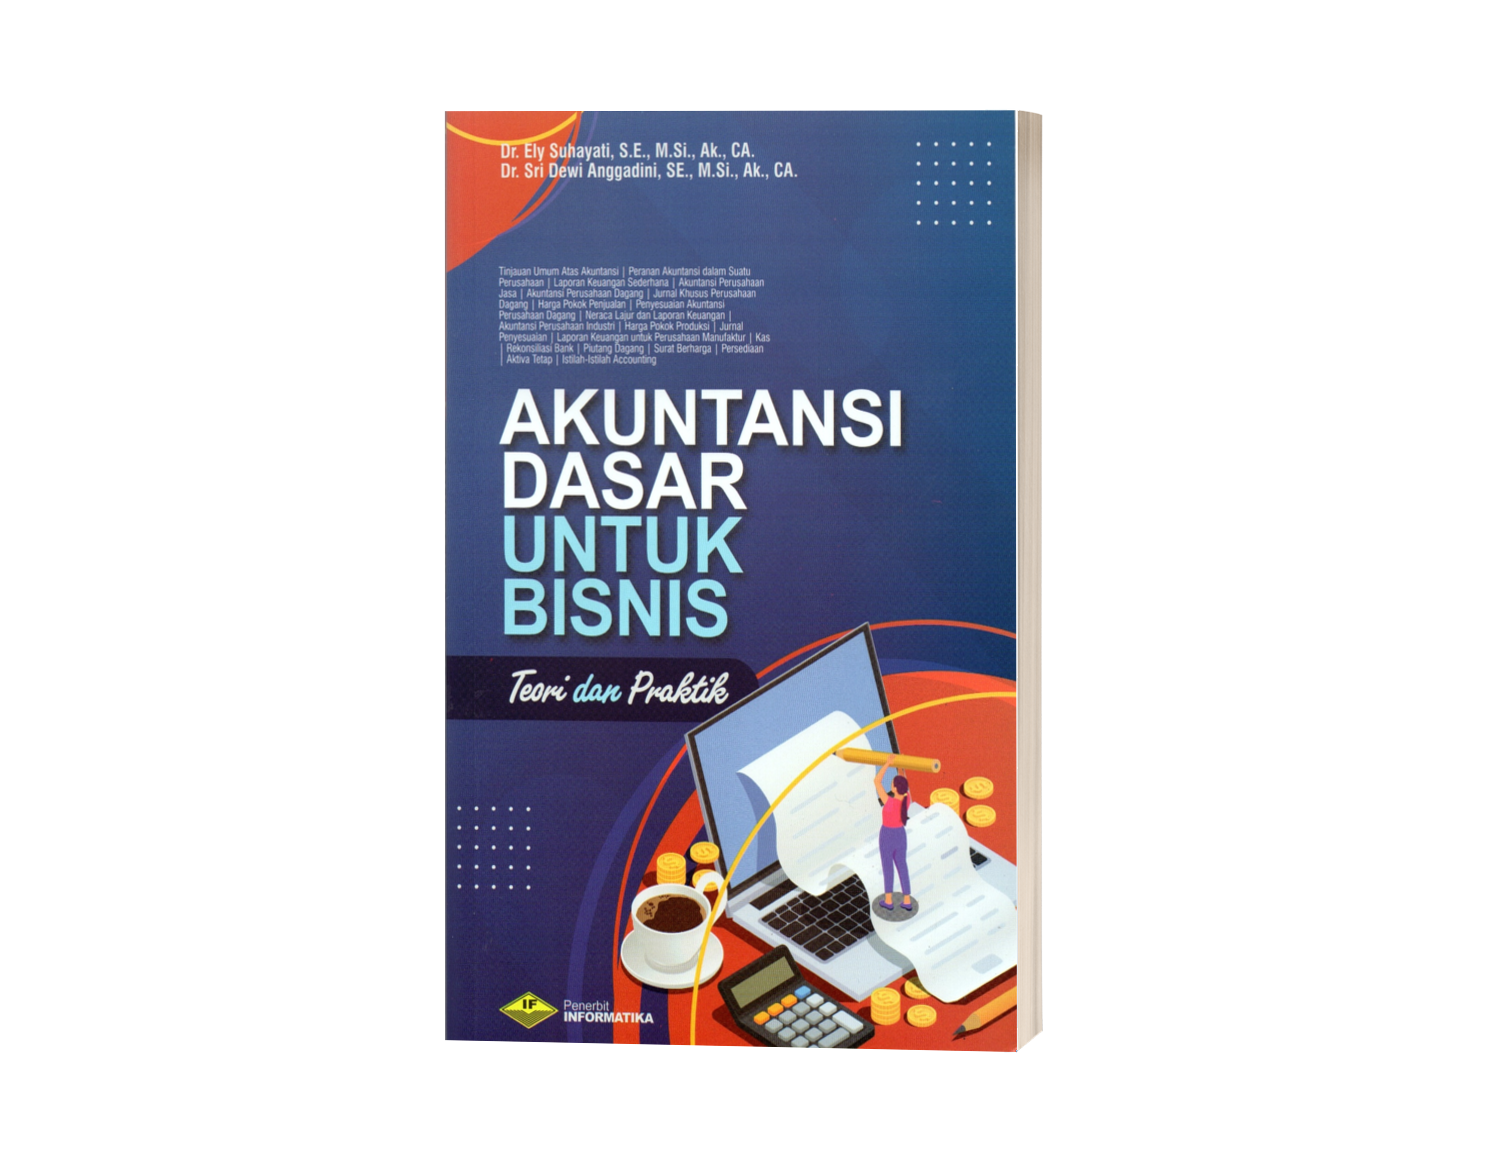 Dr. Ely Suhayati, S.E., M.Si., Ak., CA.
Dr. Sri Dewi Anggadini, SE., M.Si., Ak., CA.
Tinjauan Umum Atas Akuntansi | Peranan Akuntansi dalam Suatu
Perusahaan | Laporan Keuangan Sederhana | Akuntansi Perusahaan
Jasa | Akuntansi Perusahaan Dagang | Jurnal Khusus Perusahaan
Dagang | Harga Pokok Penjualan | Penyesuaian Akuntansi
Perusahaan Dagang | Neraca Lajur dan Laporan Keuangan |
Akuntansi Perusahaan Industri | Harga Pokok Produksi | Jurnal
Penyesuaian | Laporan Keuangan untuk Perusahaan Manufaktur | Kas
| Rekonsiliasi Bank | Piutang Dagang | Surat Berharga | Persediaan
| Aktiva Tetap | Istilah-Istilah Accounting
AKUNTANSI
DASAR
UNTUK
BISNIS
Teori dan Praktik
IF
Penerbit
INFORMATIKA